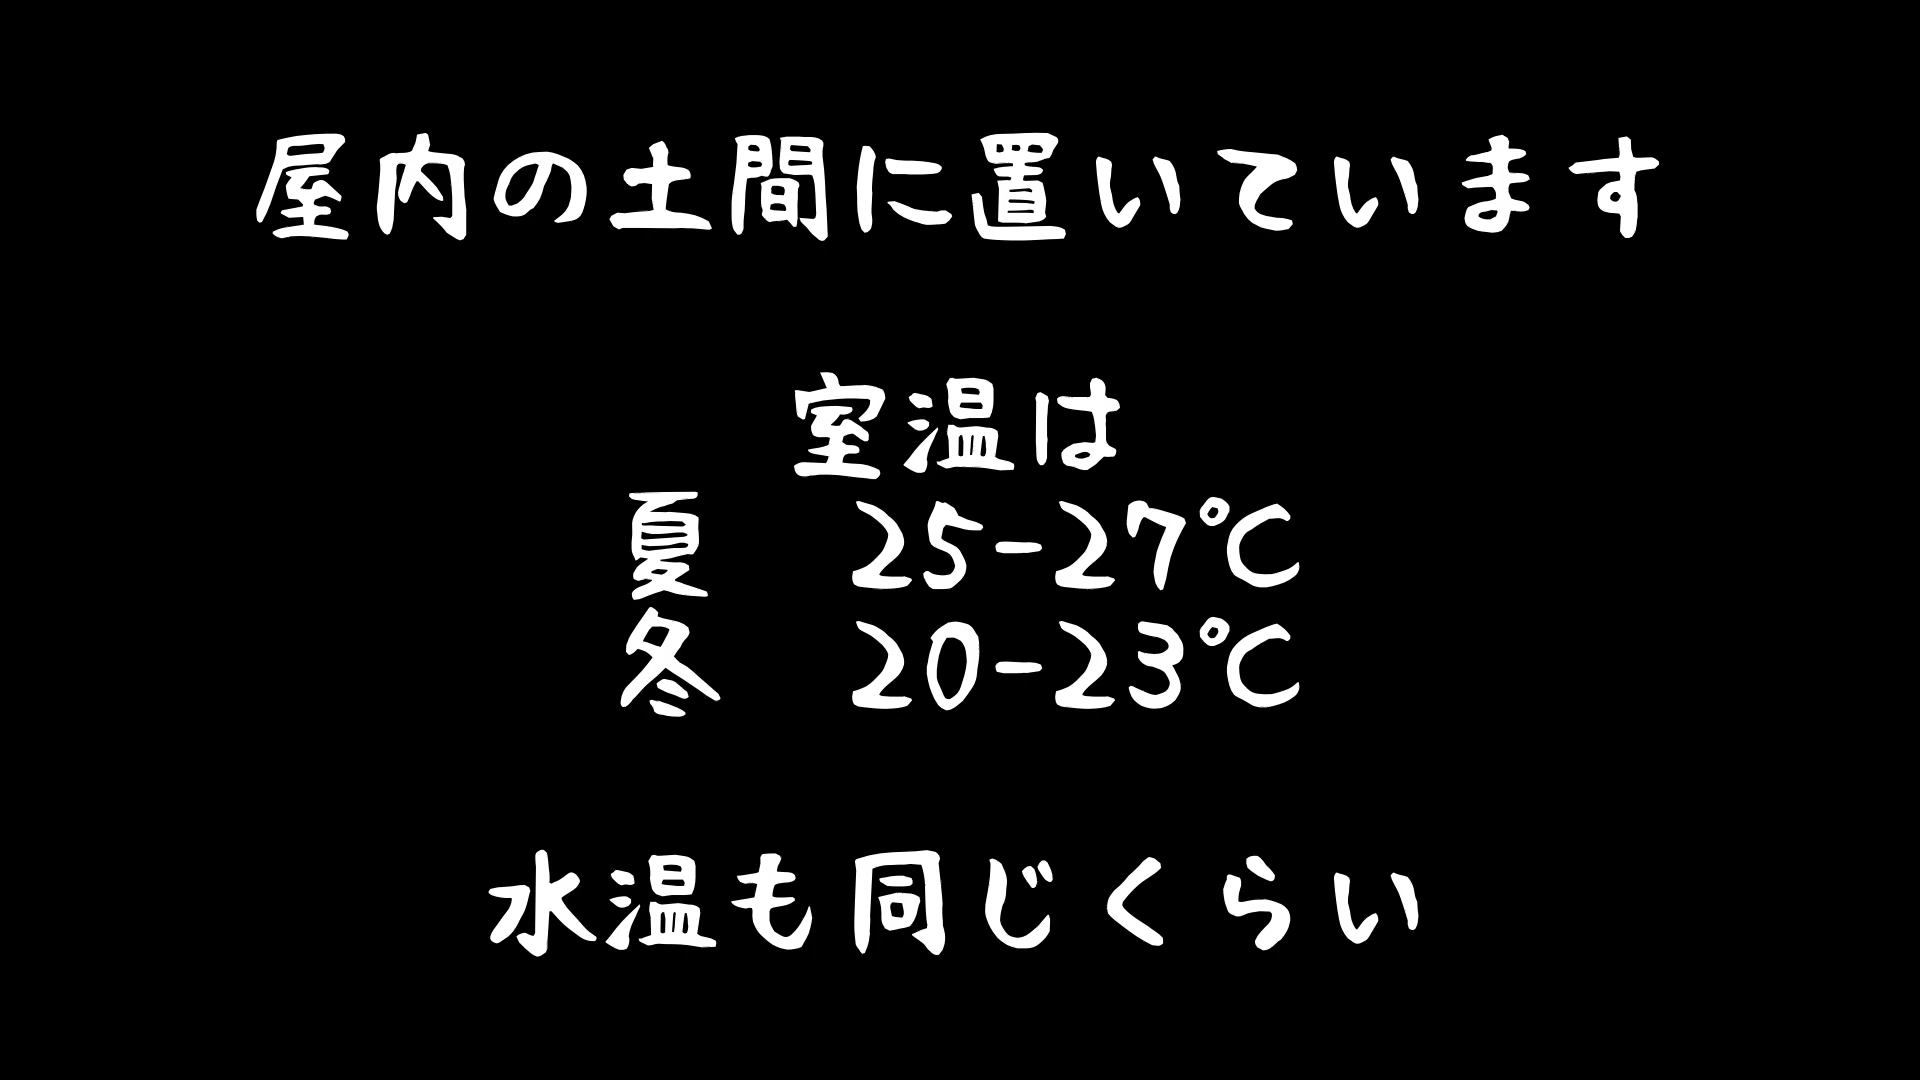 屋内の土間に置いています
室温は
夏　25-27℃
冬　20-23℃
水温も同じくらい